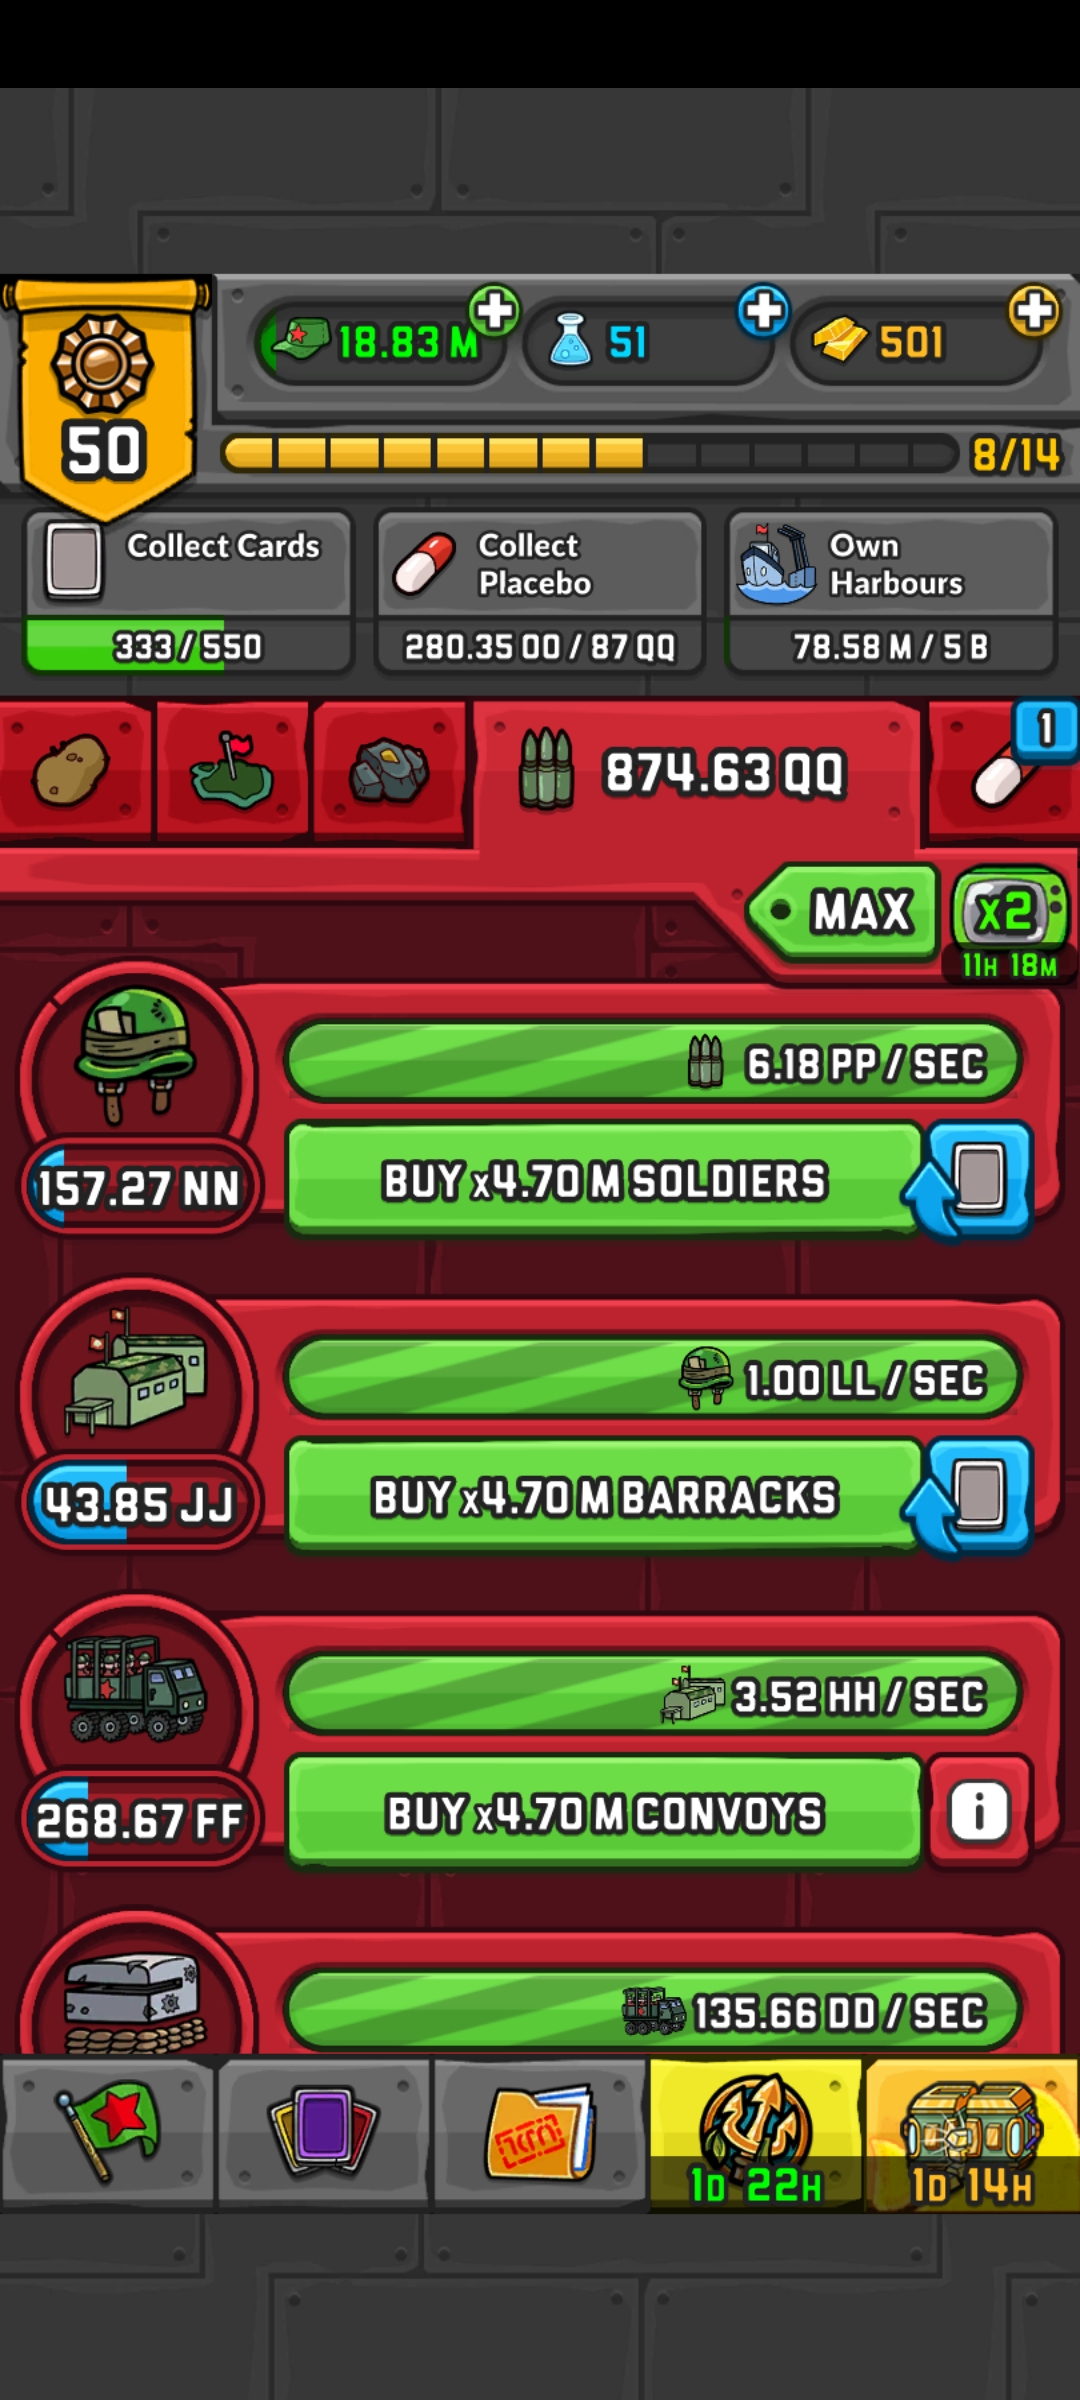 18.83 M
51
501
50
8/14
Collect Cards
333 / 550
Collect
Placebo
280.35 OO / 87 QQ
Own
Harbours
78.58 M / 5 B
874.63 QQ
1
MAX
x2
11H 18M
6.18 PP / SEC
157.27 NN
BUY x4.70 M SOLDIERS
1.00 LL / SEC
43.85 JJ
BUY x4.70 M BARRACKS
3.52 HH / SEC
268.67 FF
BUY x4.70 M CONVOYS
i
135.66 DD / SEC
1D 22H
1D 14H